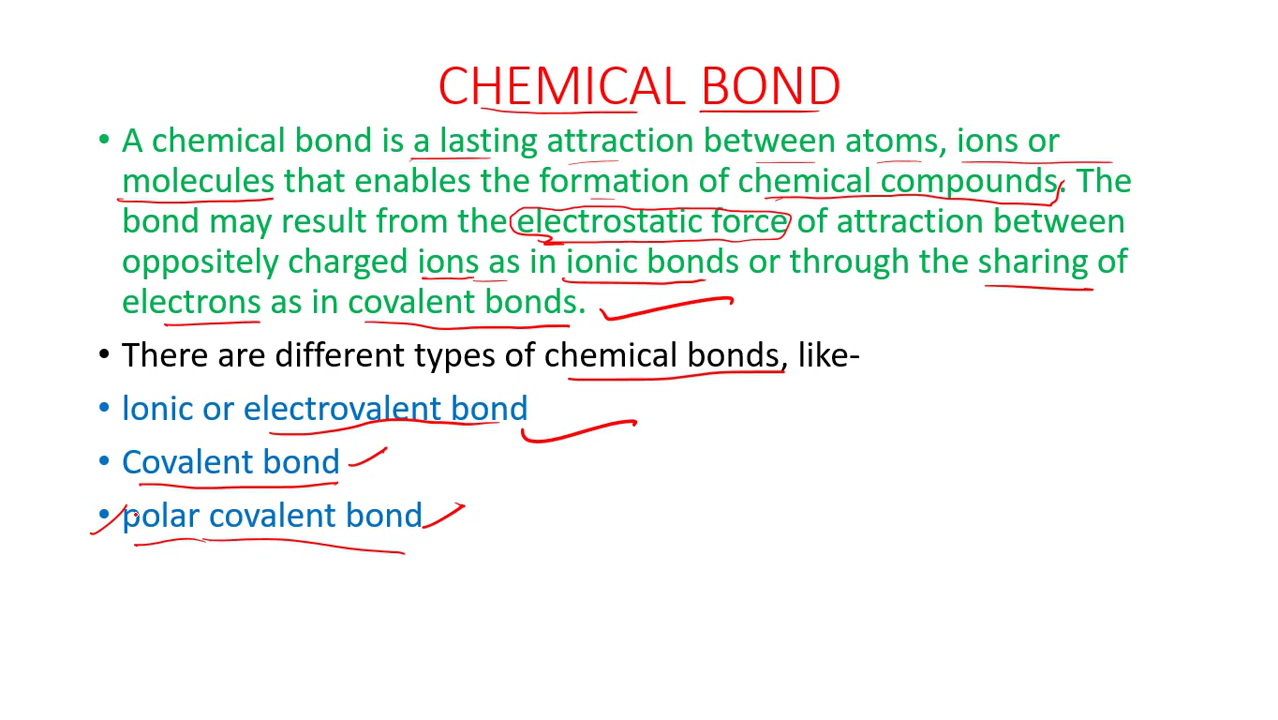 CHEMICAL BOND
• A chemical bond is a lasting attraction between atoms, ions or
molecules that enables the formation of chemical compounds. The
bond may result from the electrostatic force of attraction between
oppositely charged ions as in ionic bonds or through the sharing of
electrons as in covalent bonds.
• There are different types of chemical bonds, like-
• Ionic or electrovalent bond
• Covalent bond
• polar covalent bond